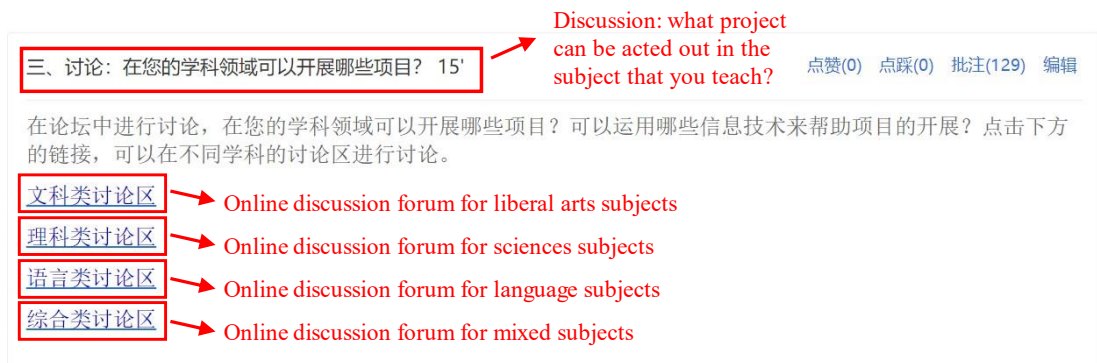 Discussion: what project
can be acted out in the
subject that you teach?
三、讨论：在您的学科领域可以开展哪些项目？ 15'
点赞(0) 点踩(0) 批注(129) 编辑
在论坛中进行讨论，在您的学科领域可以开展哪些项目？可以运用哪些信息技术来帮助项目的开展？点击下方
的链接，可以在不同学科的讨论区进行讨论。
文科类讨论区 Online discussion forum for liberal arts subjects
理科类讨论区 Online discussion forum for sciences subjects
语言类讨论区 Online discussion forum for language subjects
综合类讨论区 Online discussion forum for mixed subjects